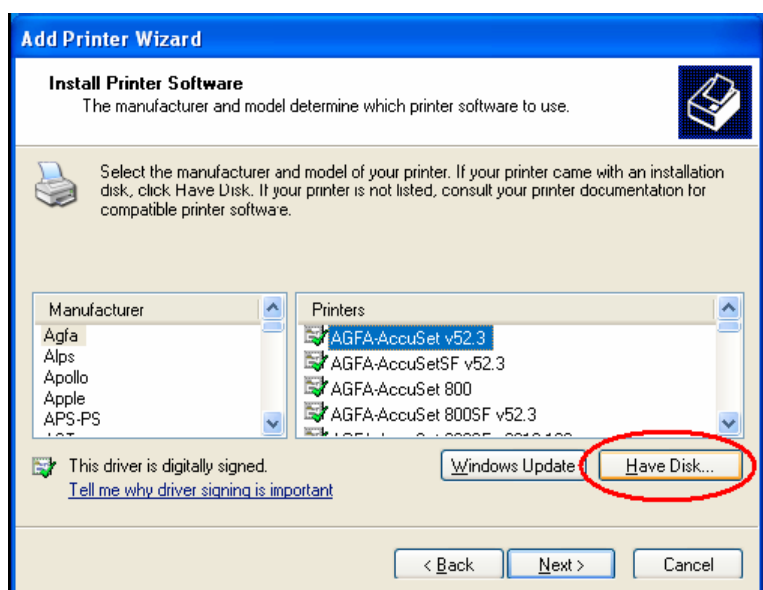 Add Printer Wizard
Install Printer Software
The manufacturer and model determine which printer software to use.
Select the manufacturer and model of your printer. If your printer came with an installation
disk, click Have Disk. If your printer is not listed, consult your printer documentation for
compatible printer software.
Manufacturer
Agfa
Alps
Apollo
Apple
APS-PS
Printers
AGFA-AccuSet v52.3
AGFA-AccuSetSF v52.3
AGFA-AccuSet 800
AGFA-AccuSet 800SF v52.3
This driver is digitally signed.
Tell me why driver signing is important
Windows Update
Have Disk...
< Back
Next >
Cancel